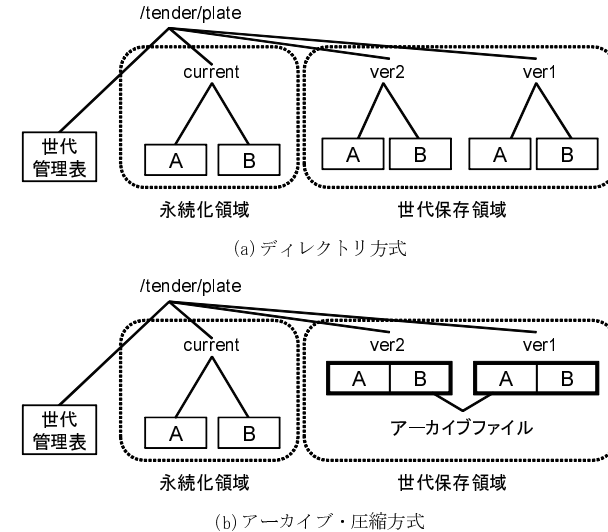 /tender/plate
current
ver2
ver1
世代
管理表
A
B
A
B
A
B
永続化領域
世代保存領域
(a)ディレクトリ方式
/tender/plate
current
ver2
ver1
世代
管理表
A
B
A
B
A
B
アーカイブファイル
永続化領域
世代保存領域
(b)アーカイブ・圧縮方式